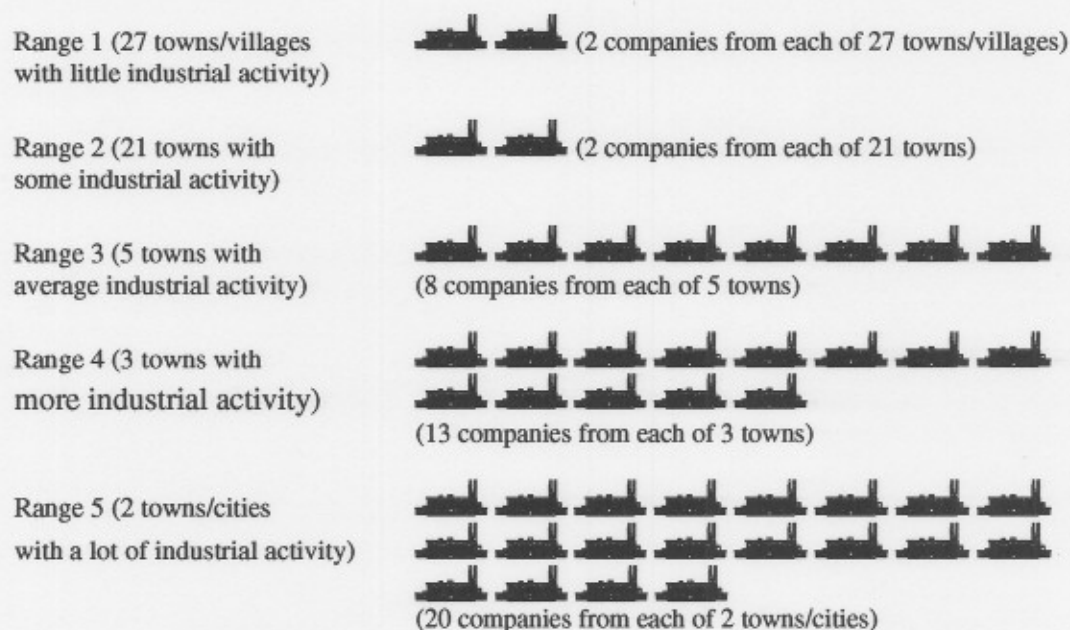 Range 1 (27 towns/villages
with little industrial activity)
(2 companies from each of 27 towns/villages)
Range 2 (21 towns with
some industrial activity)
(2 companies from each of 21 towns)
Range 3 (5 towns with
average industrial activity)
(8 companies from each of 5 towns)
Range 4 (3 towns with
more industrial activity)
(13 companies from each of 3 towns)
Range 5 (2 towns/cities
with a lot of industrial activity)
(20 companies from each of 2 towns/cities)